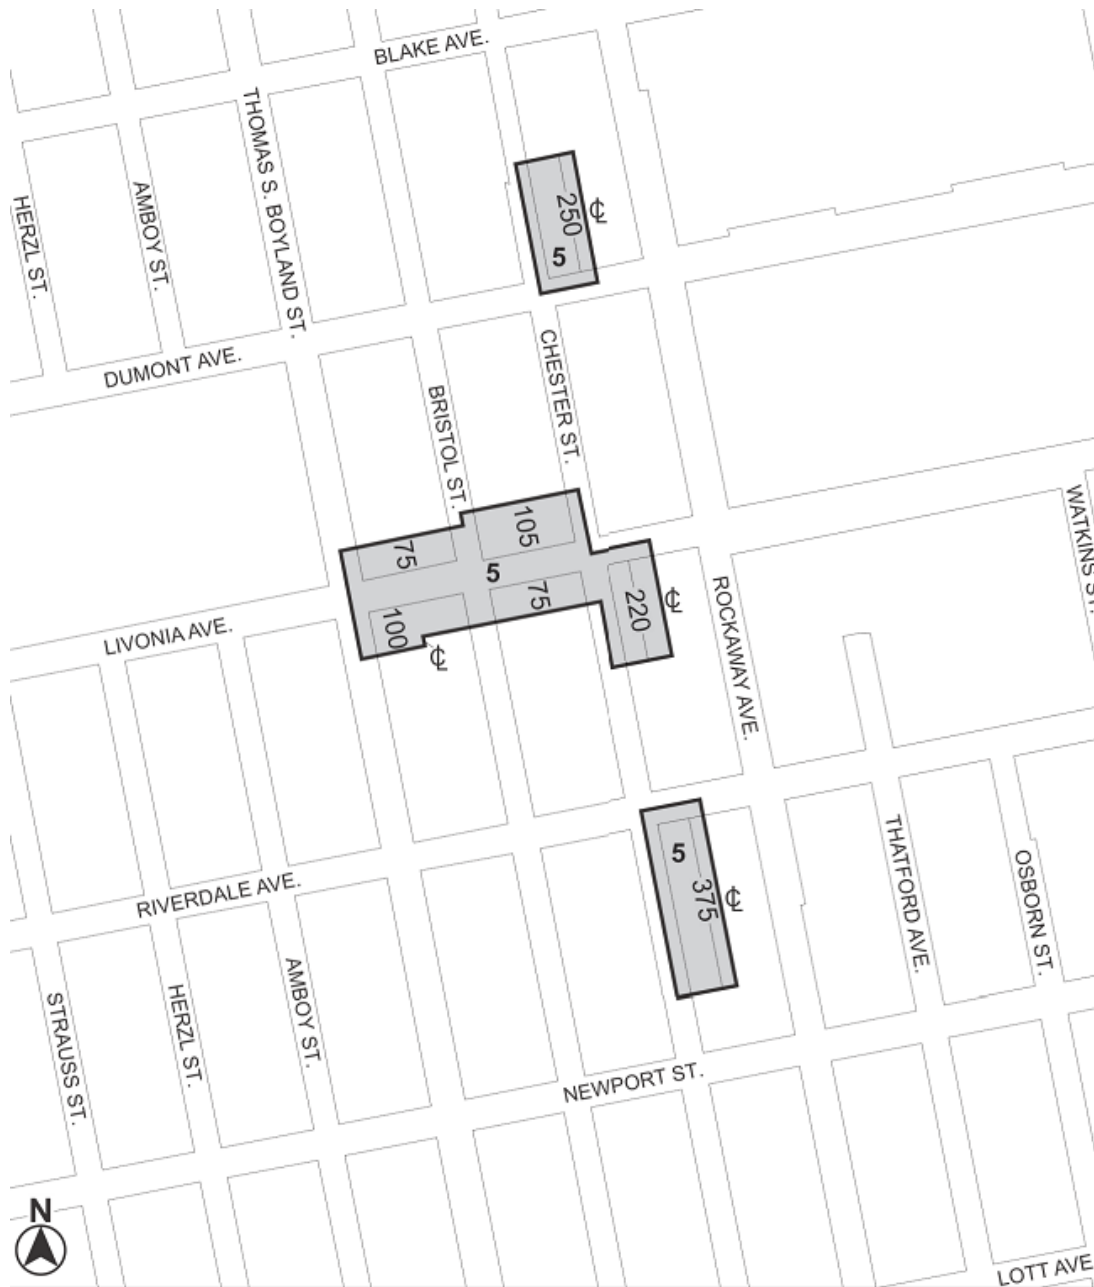 BLAKE AVE.
THOMAS S. BOYLAND ST.
AMBOY ST.
HERZL ST.
250
℄
5
CHESTER ST.
DUMONT AVE.
BRISTOL ST.
WATKINS ST.
105
75
5
75
220
℄
ROCKAWAY AVE.
100
℄
LIVONIA AVE.
5
375
℄
THATFORD AVE.
OSBORN ST.
RIVERDALE AVE.
AMBOY ST.
HERZL ST.
STRAUSS ST.
NEWPORT ST.
N
LOTT AVE